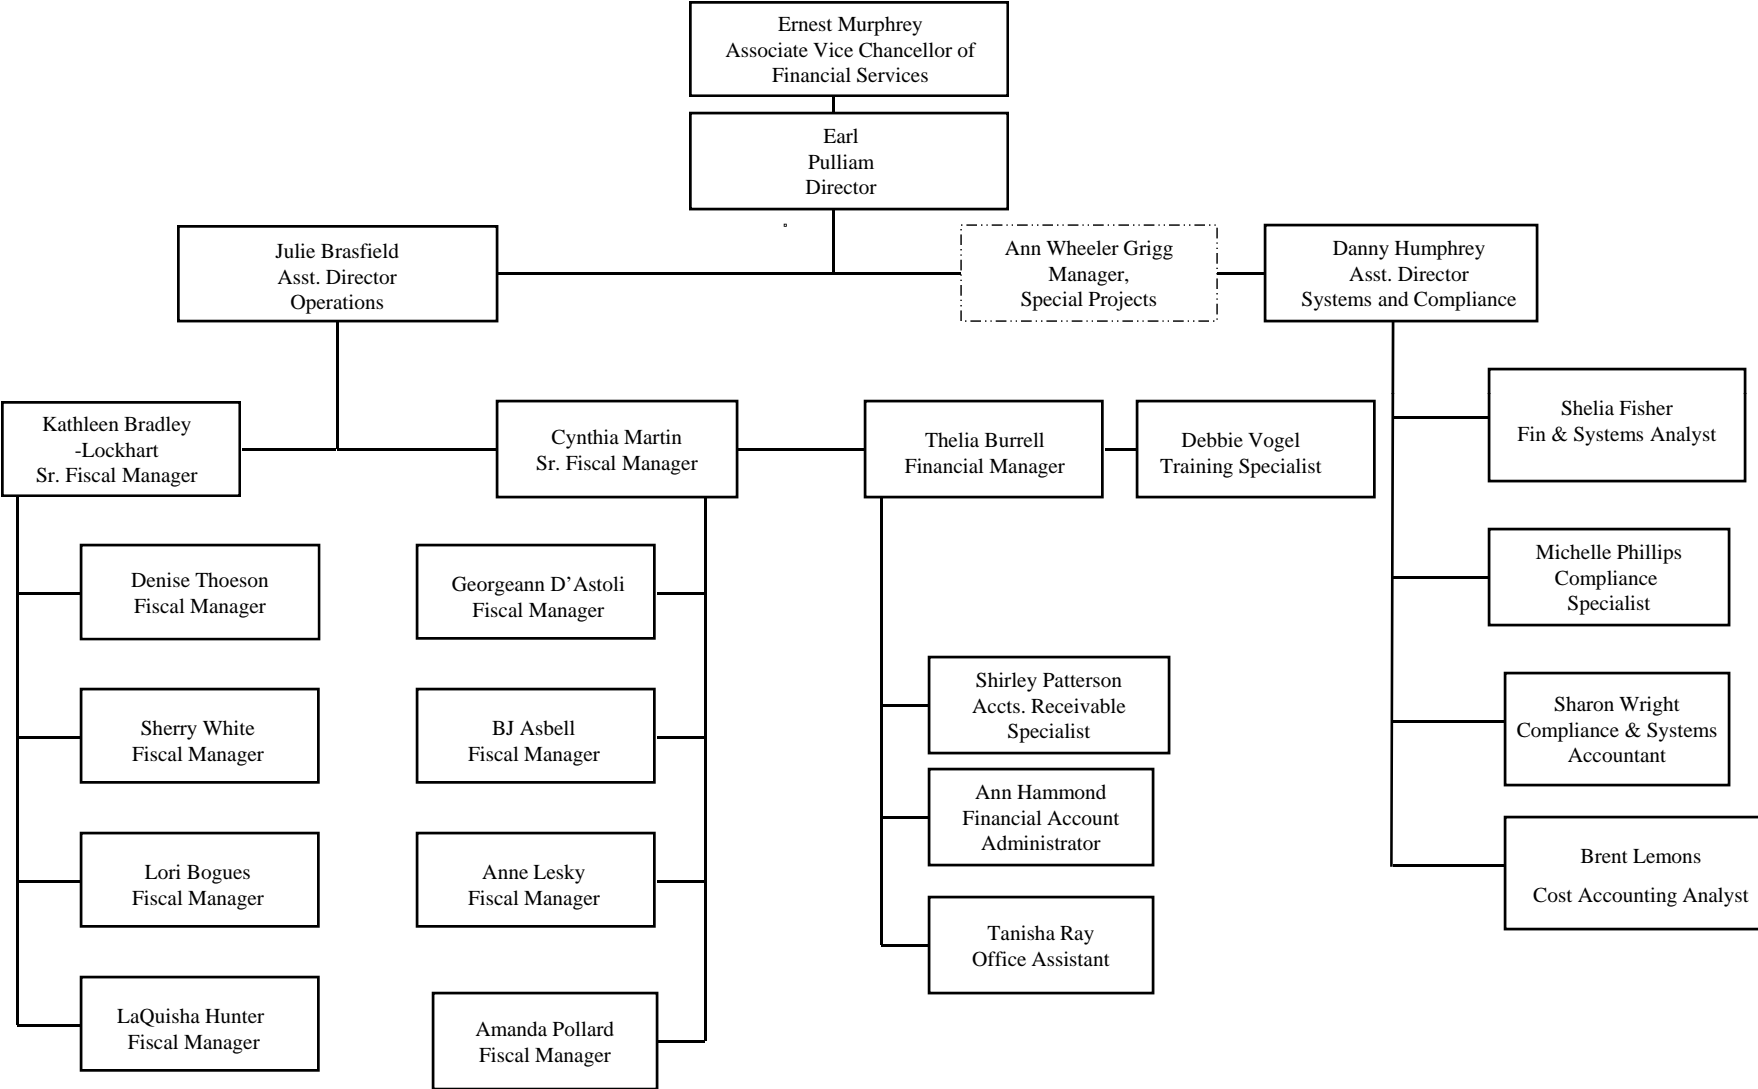 Ernest Murphrey
Associate Vice Chancellor of
Financial Services
Earl
Pulliam
Director
Julie Brasfield
Asst. Director
Operations
Ann Wheeler Grigg
Manager,
Special Projects
Danny Humphrey
Asst. Director
Systems and Compliance
Kathleen Bradley
-Lockhart
Sr. Fiscal Manager
Cynthia Martin
Sr. Fiscal Manager
Thelia Burrell
Financial Manager
Debbie Vogel
Training Specialist
Shelia Fisher
Fin & Systems Analyst
Denise Thoeson
Fiscal Manager
Sherry White
Fiscal Manager
Lori Bogues
Fiscal Manager
LaQuisha Hunter
Fiscal Manager
Georgeann D’Astoli
Fiscal Manager
BJ Asbell
Fiscal Manager
Anne Lesky
Fiscal Manager
Amanda Pollard
Fiscal Manager
Shirley Patterson
Accts. Receivable
Specialist
Ann Hammond
Financial Account
Administrator
Tanisha Ray
Office Assistant
Michelle Phillips
Compliance
Specialist
Sharon Wright
Compliance & Systems
Accountant
Brent Lemons
Cost Accounting Analyst